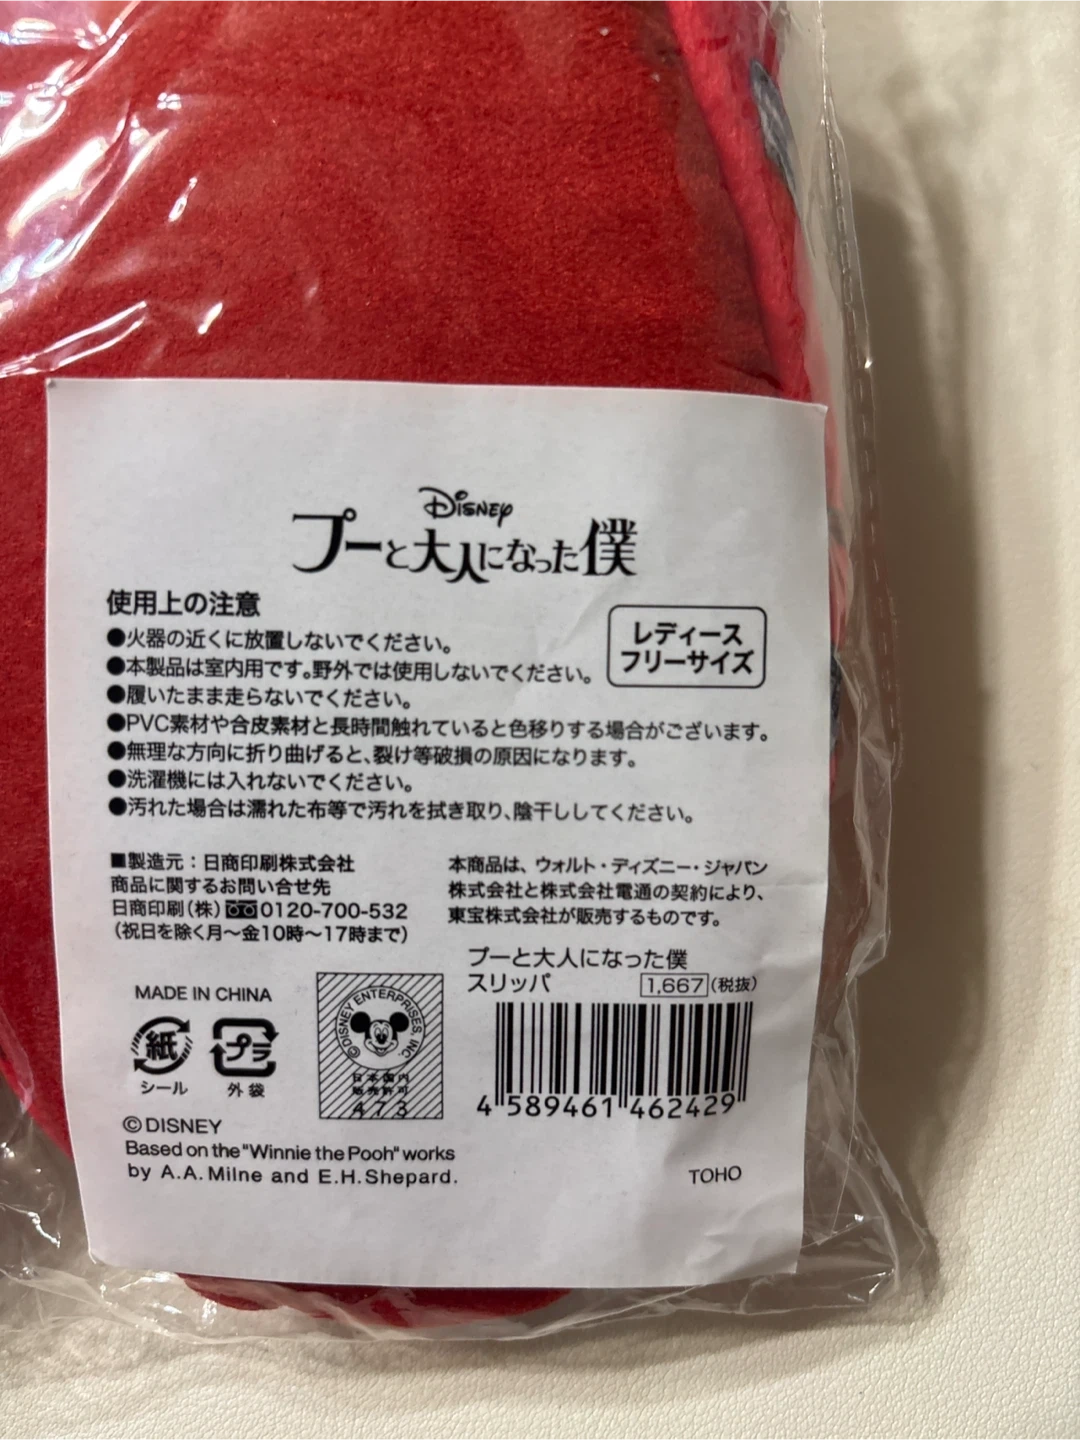 Disney
プーと大人になった僕
使用上の注意
レディース
フリーサイズ
●火器の近くに放置しないでください。
●本製品は室内用です。野外では使用しないでください。
●履いたまま走らないでください。
●PVC素材や合皮素材と長時間触れていると色移りする場合がございます。
●無理な方向に折り曲げると、裂け等破損の原因になります。
●洗濯機には入れないでください。
●汚れた場合は濡れた布等で汚れを拭き取り、陰干ししてください。
■製造元：日商印刷株式会社
商品に関するお問い合せ先
日商印刷（株）0120-700-532
（祝日を除く月～金10時～17時まで）
本商品は、ウォルト・ディズニー・ジャパン
株式会社と株式会社電通の契約により、
東宝株式会社が販売するものです。
プーと大人になった僕
スリッパ 1,667（税抜）
4 589461 462429
MADE IN CHINA
紙
シール
プラ
外袋
©DISNEY ENTERPRISES, INC.
日本国内
販売許可
473
©DISNEY
Based on the "Winnie the Pooh" works
by A.A. Milne and E.H. Shepard.
TOHO